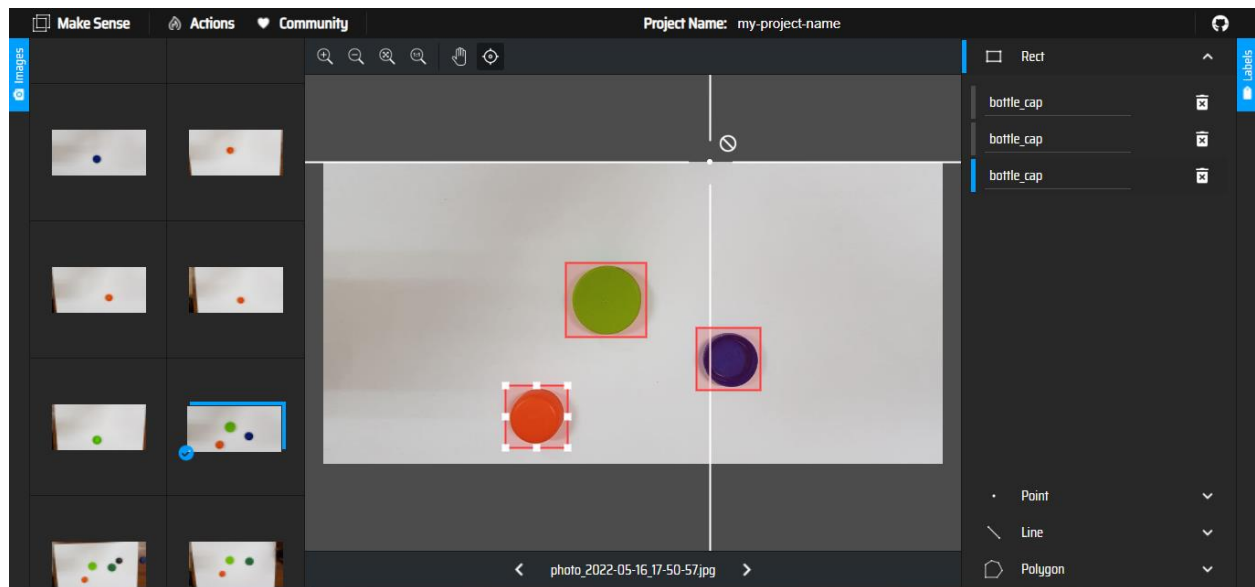 Make Sense Actions Community Project Name: my-project-name
Images
Labels
Rect
bottle_cap
bottle_cap
bottle_cap
Point
Line
Polygon
photo_2022-05-16_17-50-57.jpg